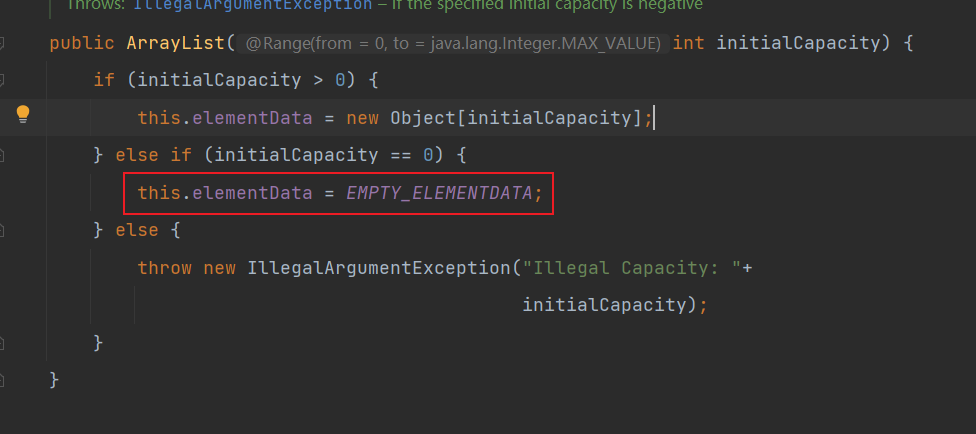 Throws: IllegalArgumentException – if the specified initial capacity is negative
public ArrayList( @Range(from = 0, to = java.lang.Integer.MAX_VALUE) int initialCapacity) {
if (initialCapacity > 0) {
this.elementData = new Object[initialCapacity];
} else if (initialCapacity == 0) {
this.elementData = EMPTY_ELEMENTDATA;
} else {
throw new IllegalArgumentException("Illegal Capacity: "+
initialCapacity);
}
}